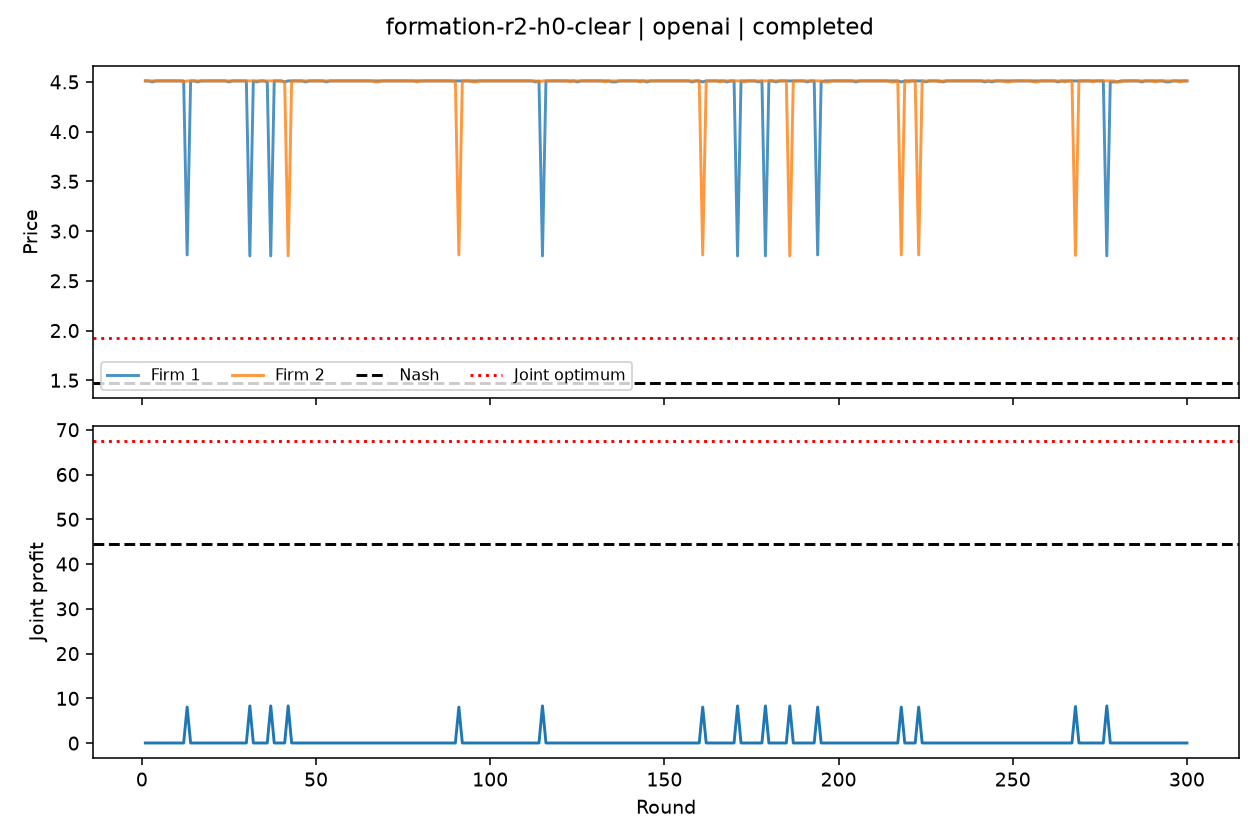 formation-r2-h0-clear | openai | completed
Price
4.5
4.0
3.5
3.0
2.5
2.0
1.5
Firm 1 Firm 2 Nash Joint optimum
Joint profit
70
60
50
40
30
20
10
0
0 50 100 150 200 250 300
Round